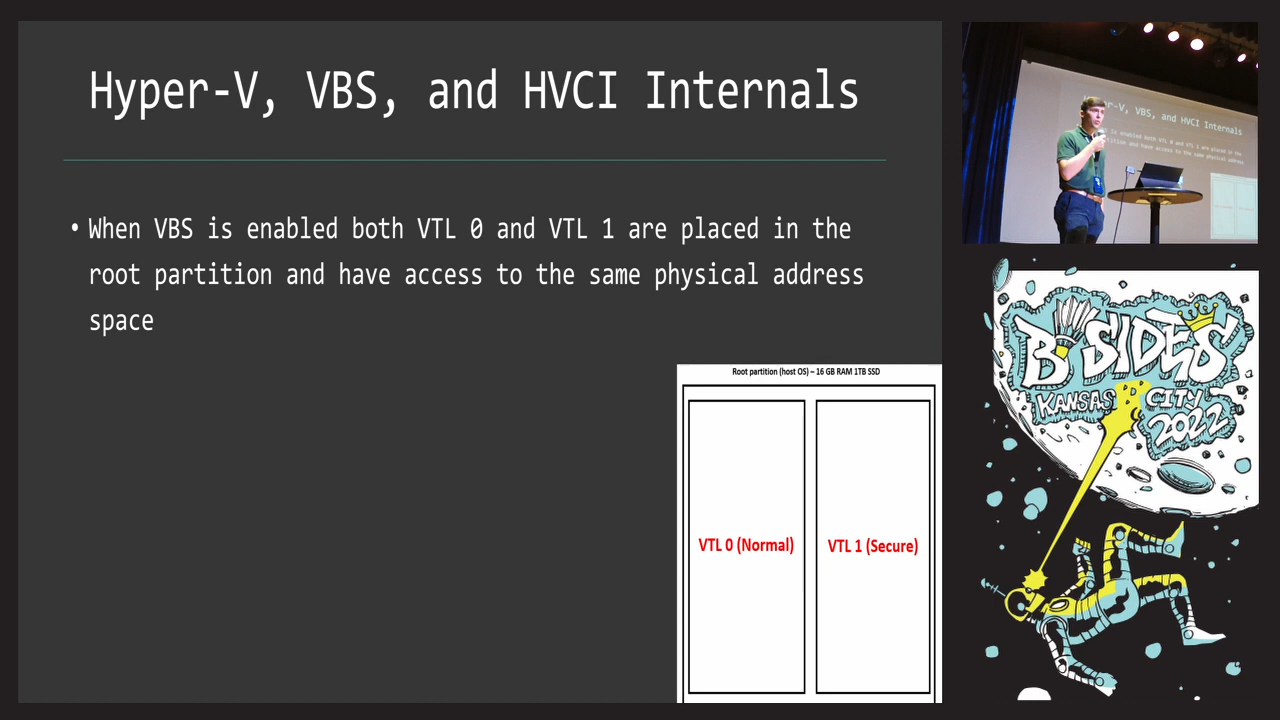 Hyper-V, VBS, and HVCI Internals
• When VBS is enabled both VTL 0 and VTL 1 are placed in the
root partition and have access to the same physical address
space
Root partition (host OS) – 16 GB RAM 1TB SSD
VTL 0 (Normal)
VTL 1 (Secure)
BSIDES
KANSAS CITY
2022